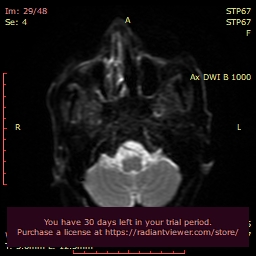 Im: 29/48
Se: 4
A
STP67
STP67
F
Ax DWI B 1000
R
L
You have 30 days left in your trial period.
Purchase a license at https://radiantviewer.com/store/